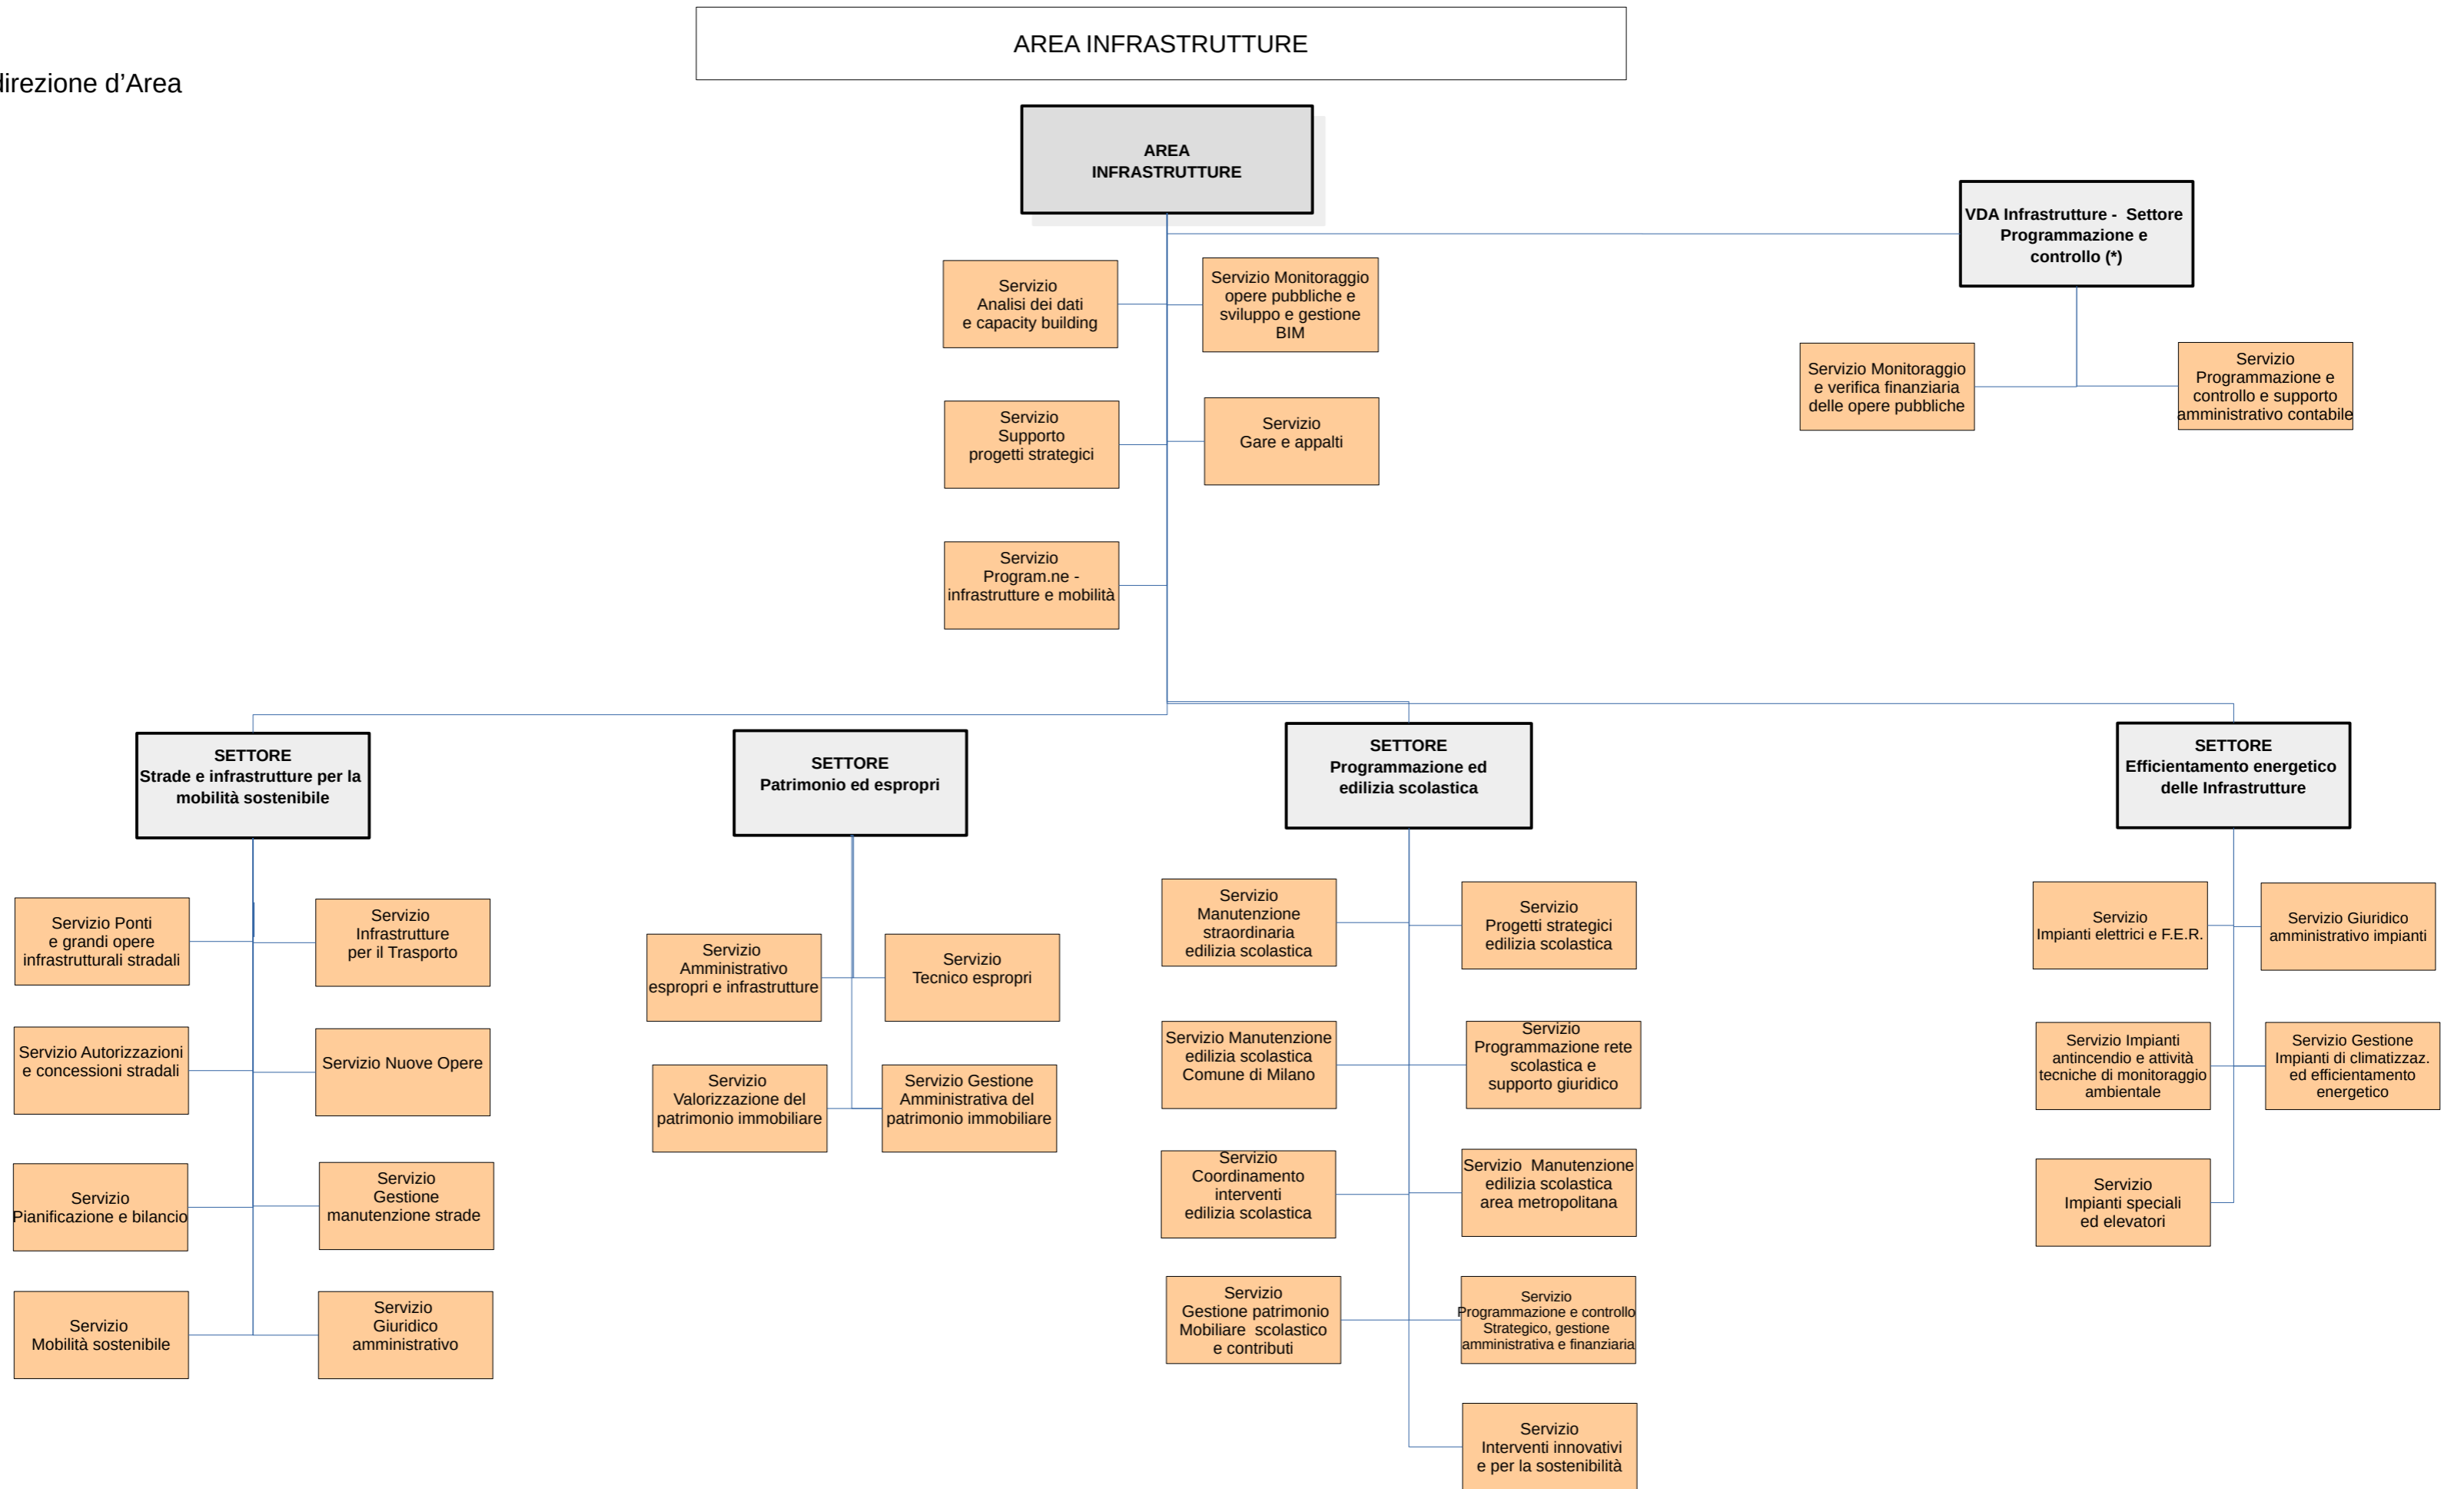 AREA INFRASTRUTTURE
direzione d'Area
AREA
INFRASTRUTTURE
VDA Infrastrutture - Settore
Programmazione e
controllo (*)
Servizio
Analisi dei dati
e capacity building
Servizio Monitoraggio
opere pubbliche e
sviluppo e gestione
BIM
Servizio Monitoraggio
e verifica finanziaria
delle opere pubbliche
Servizio
Programmazione e
controllo e supporto
amministrativo contabile
Servizio
Supporto
progetti strategici
Servizio
Gare e appalti
Servizio
Program.ne -
infrastrutture e mobilità
SETTORE
Strade e infrastrutture per la
mobilità sostenibile
SETTORE
Patrimonio ed espropri
SETTORE
Programmazione ed
edilizia scolastica
SETTORE
Efficientamento energetico
delle Infrastrutture
Servizio Ponti
e grandi opere
infrastrutturali stradali
Servizio
Infrastrutture
per il Trasporto
Servizio Autorizzazioni
e concessioni stradali
Servizio Nuove Opere
Servizio
Pianificazione e bilancio
Servizio
Gestione
manutenzione strade
Servizio
Mobilità sostenibile
Servizio
Giuridico
amministrativo
Servizio
Amministrativo
espropri e infrastrutture
Servizio
Tecnico espropri
Servizio
Valorizzazione del
patrimonio immobiliare
Servizio Gestione
Amministrativa del
patrimonio immobiliare
Servizio
Manutenzione
straordinaria
edilizia scolastica
Servizio
Progetti strategici
edilizia scolastica
Servizio Manutenzione
edilizia scolastica
Comune di Milano
Servizio
Programmazione rete
scolastica e
supporto giuridico
Servizio
Coordinamento
interventi
edilizia scolastica
Servizio Manutenzione
edilizia scolastica
area metropolitana
Servizio
Gestione patrimonio
Mobiliare scolastico
e contributi
Servizio
Programmazione e controllo
Strategico, gestione
amministrativa e finanziaria
Servizio
Interventi innovativi
e per la sostenibilità
Servizio
Impianti elettrici e F.E.R.
Servizio Giuridico
amministrativo impianti
Servizio Impianti
antincendio e attività
tecniche di monitoraggio
ambientale
Servizio Gestione
Impianti di climatizzaz.
ed efficientamento
energetico
Servizio
Impianti speciali
ed elevatori